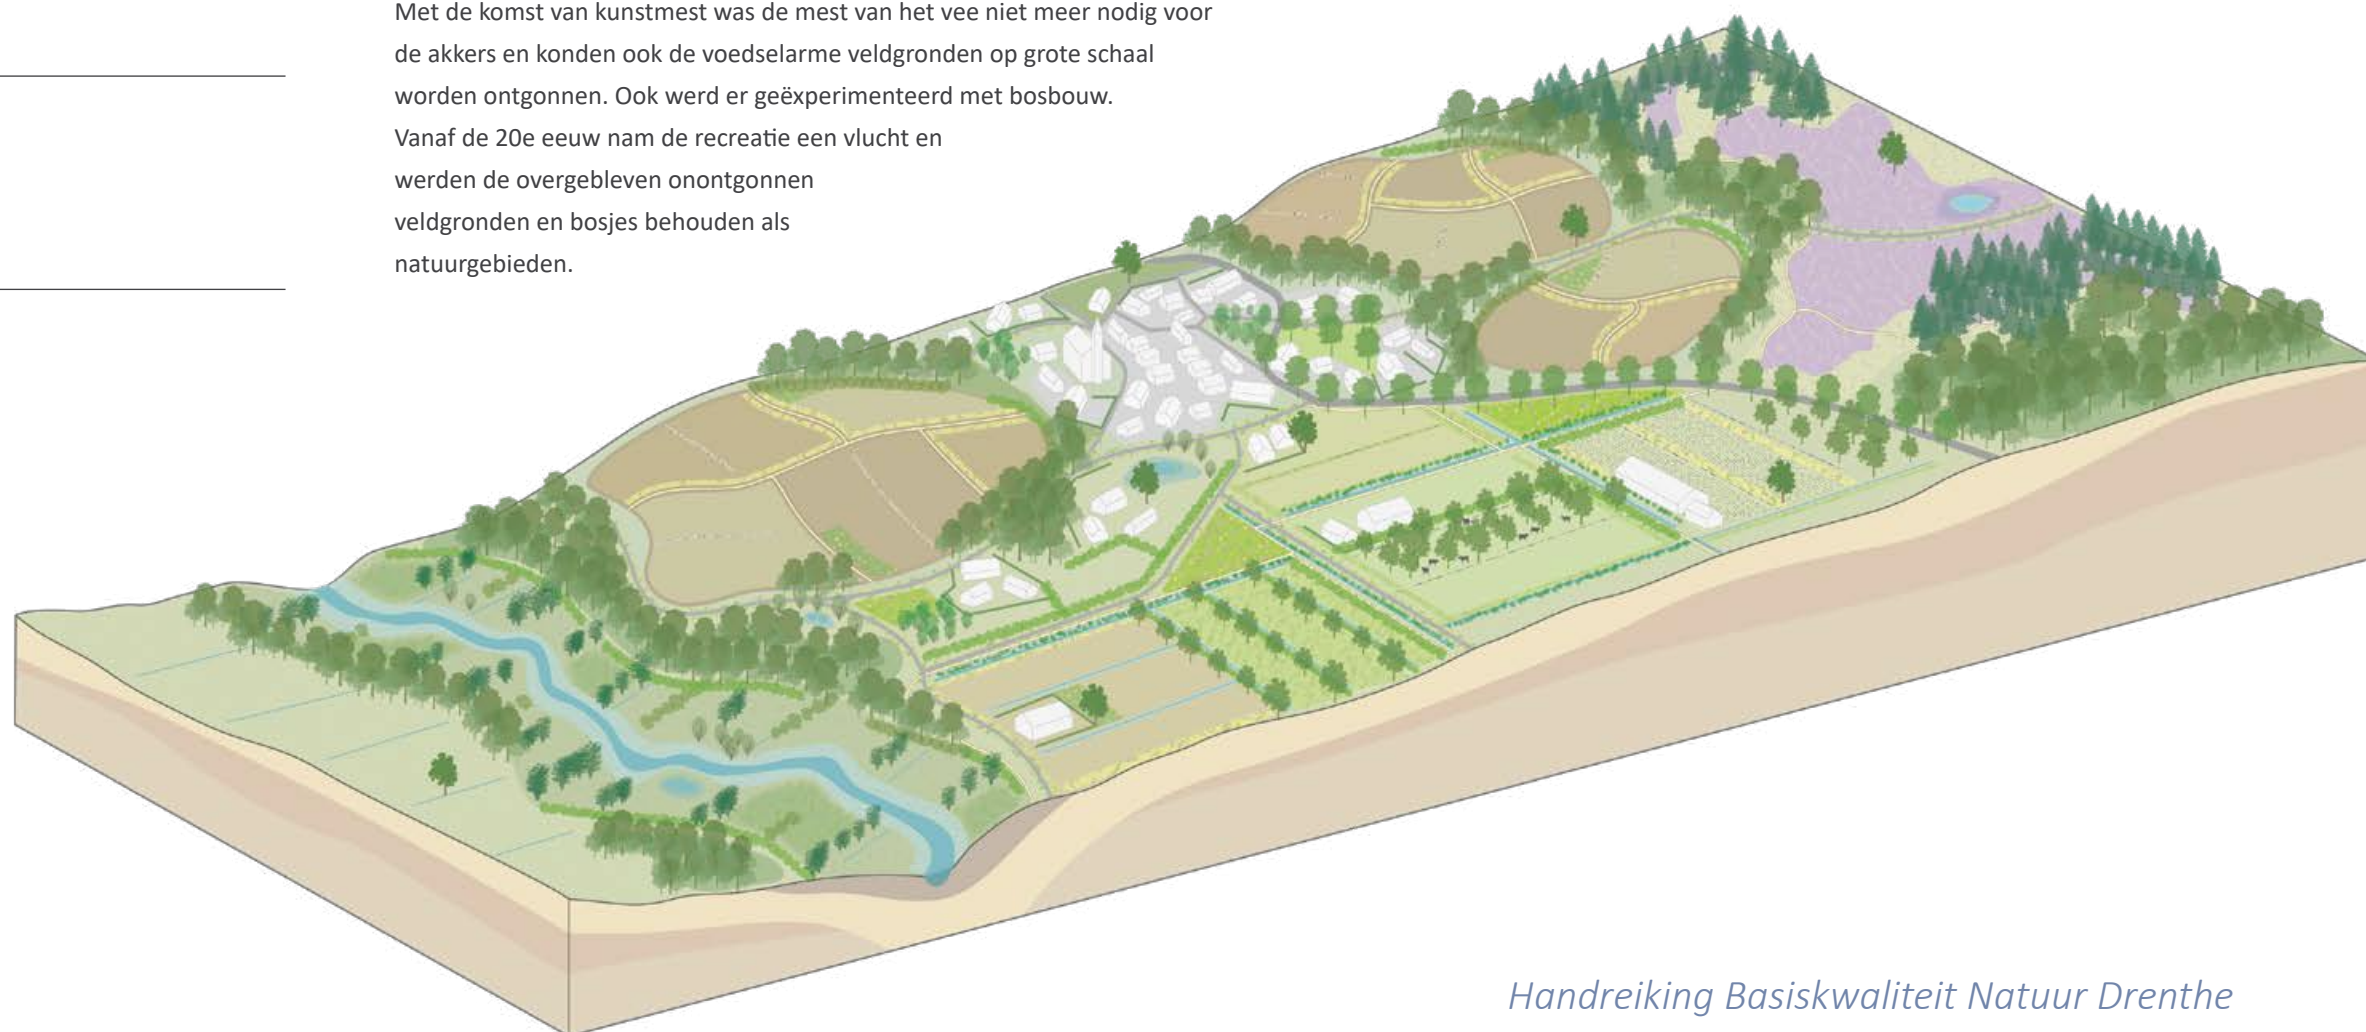 Met de komst van kunstmest was de mest van het vee niet meer nodig voor
de akkers en konden ook de voedselarme veldgronden op grote schaal
worden ontgonnen. Ook werd er geëxperimenteerd met bosbouw.
Vanaf de 20e eeuw nam de recreatie een vlucht en
werden de overgebleven onontgonnen
veldgronden en bosjes behouden als
natuurgebieden.
Handreiking Basiskwaliteit Natuur Drenthe